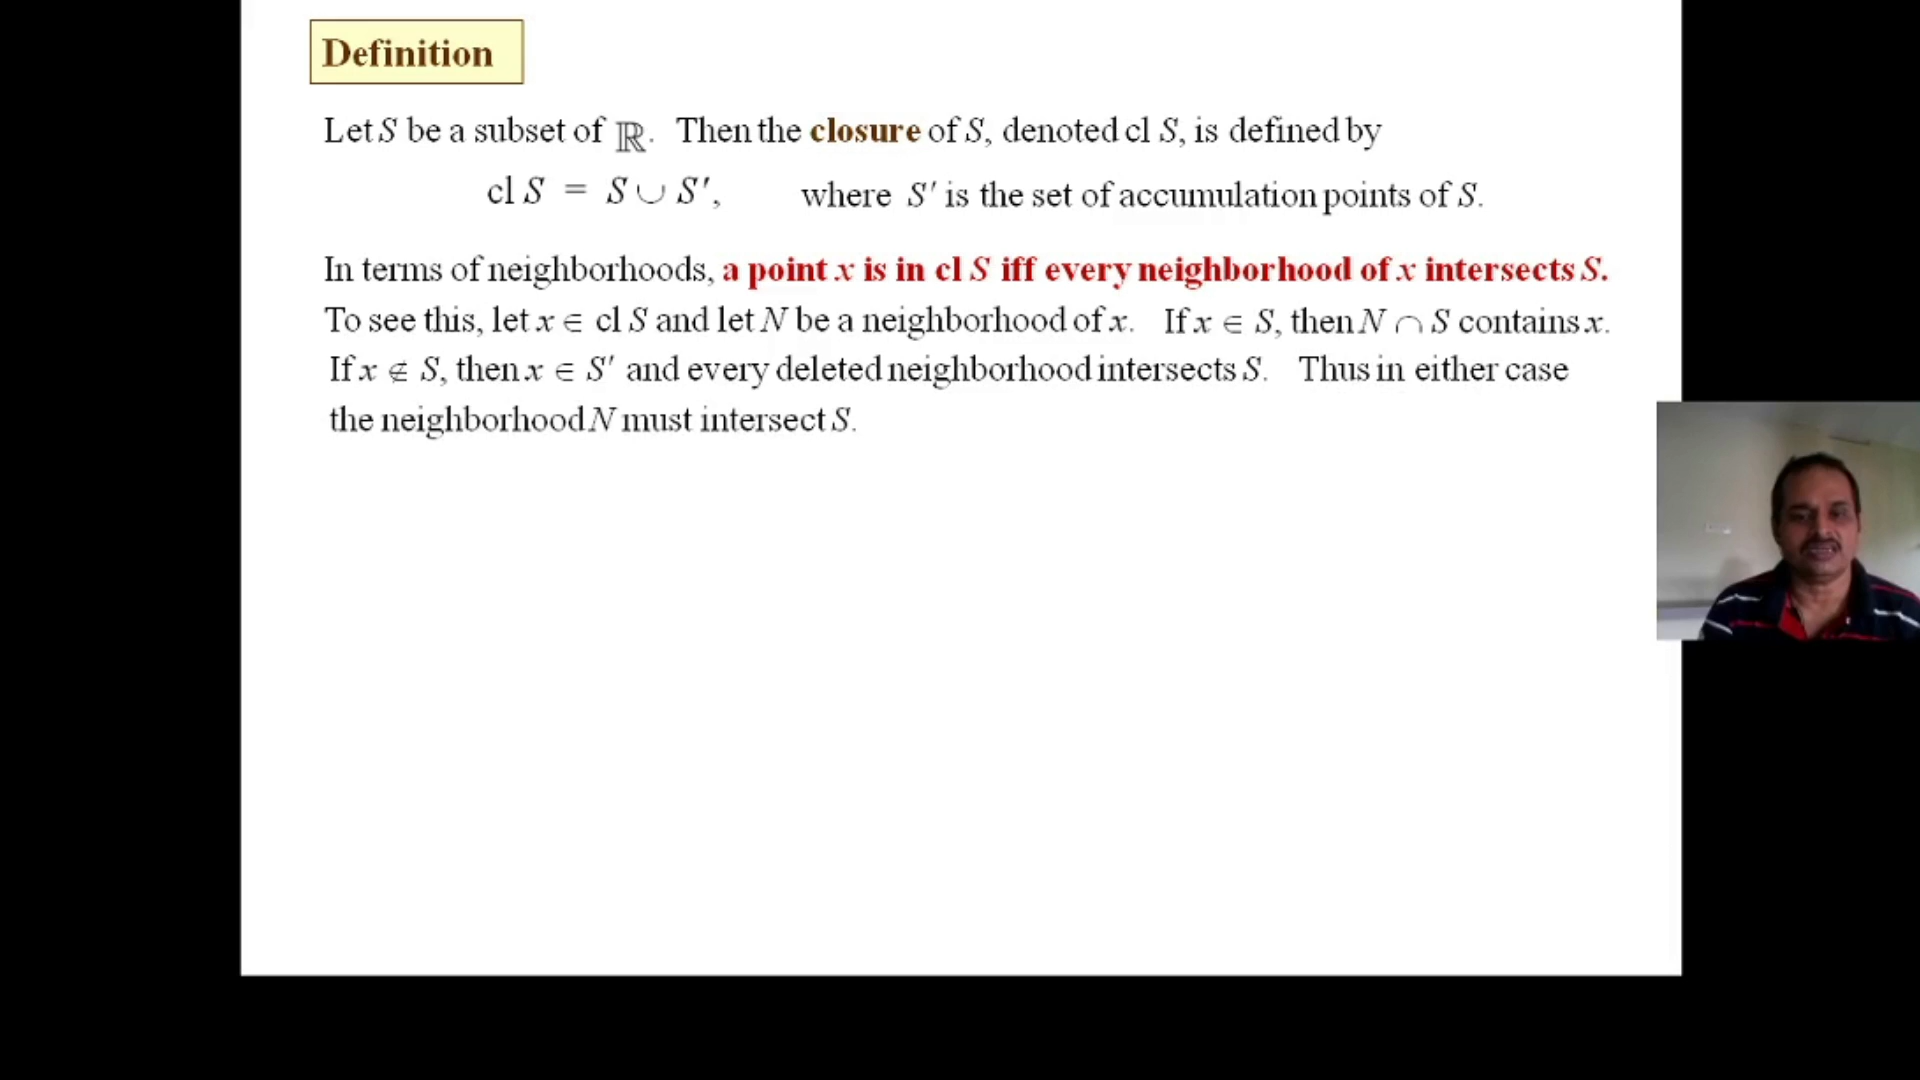 Definition
Let S be a subset of ℝ. Then the closure of S, denoted cl S, is defined by
cl S = S ∪ S′, where S′ is the set of accumulation points of S.
In terms of neighborhoods, a point x is in cl S iff every neighborhood of x intersects S.
To see this, let x ∈ cl S and let N be a neighborhood of x. If x ∈ S, then N ∩ S contains x.
If x ∉ S, then x ∈ S′ and every deleted neighborhood intersects S. Thus in either case
the neighborhood N must intersect S.